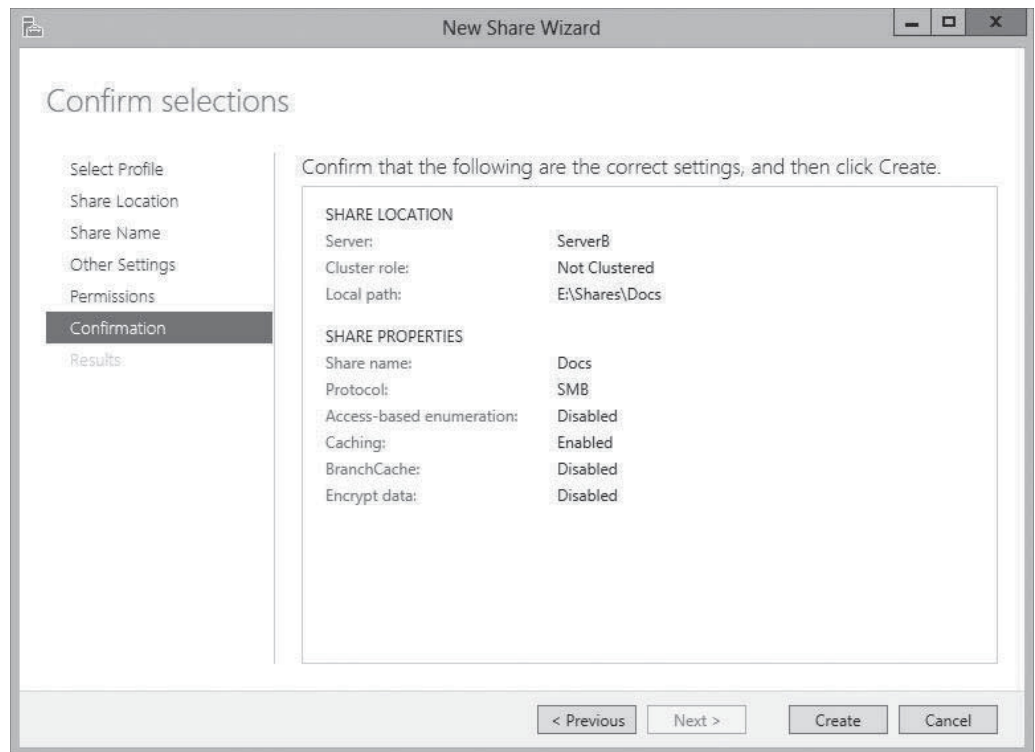 New Share Wizard
Confirm selections
Select Profile
Share Location
Share Name
Other Settings
Permissions
Confirmation
Results
Confirm that the following are the correct settings, and then click Create.
SHARE LOCATION
Server: ServerB
Cluster role: Not Clustered
Local path: E:\Shares\Docs
SHARE PROPERTIES
Share name: Docs
Protocol: SMB
Access-based enumeration: Disabled
Caching: Enabled
BranchCache: Disabled
Encrypt data: Disabled
< Previous Next > Create Cancel